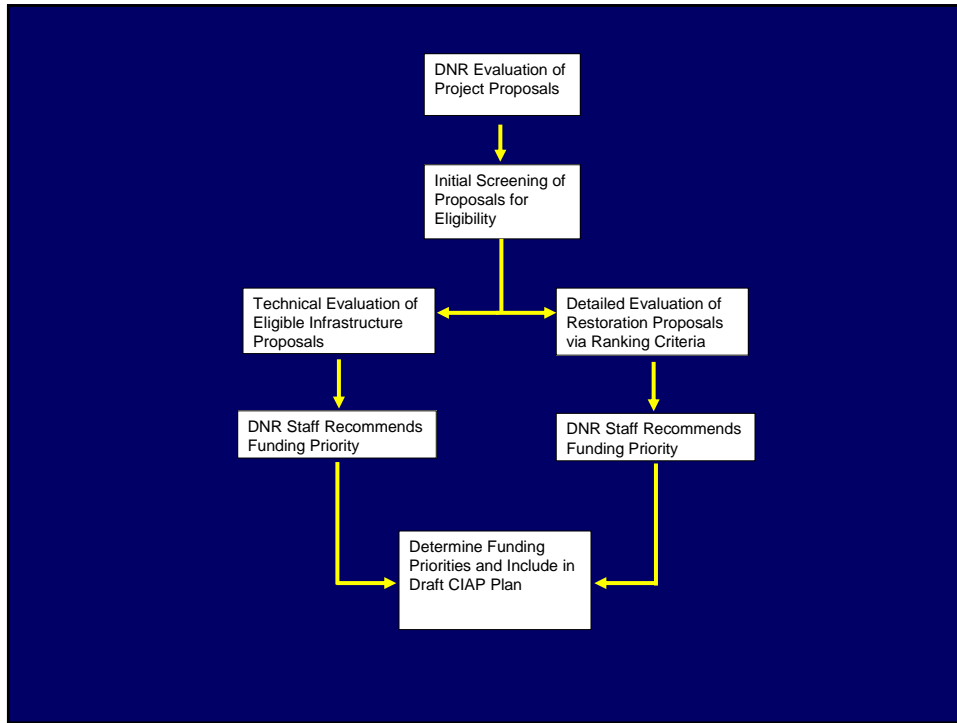 DNR Evaluation of
Project Proposals
Initial Screening of
Proposals for
Eligibility
Technical Evaluation of
Eligible Infrastructure
Proposals
Detailed Evaluation of
Restoration Proposals
via Ranking Criteria
DNR Staff Recommends
Funding Priority
DNR Staff Recommends
Funding Priority
Determine Funding
Priorities and Include in
Draft CIAP Plan